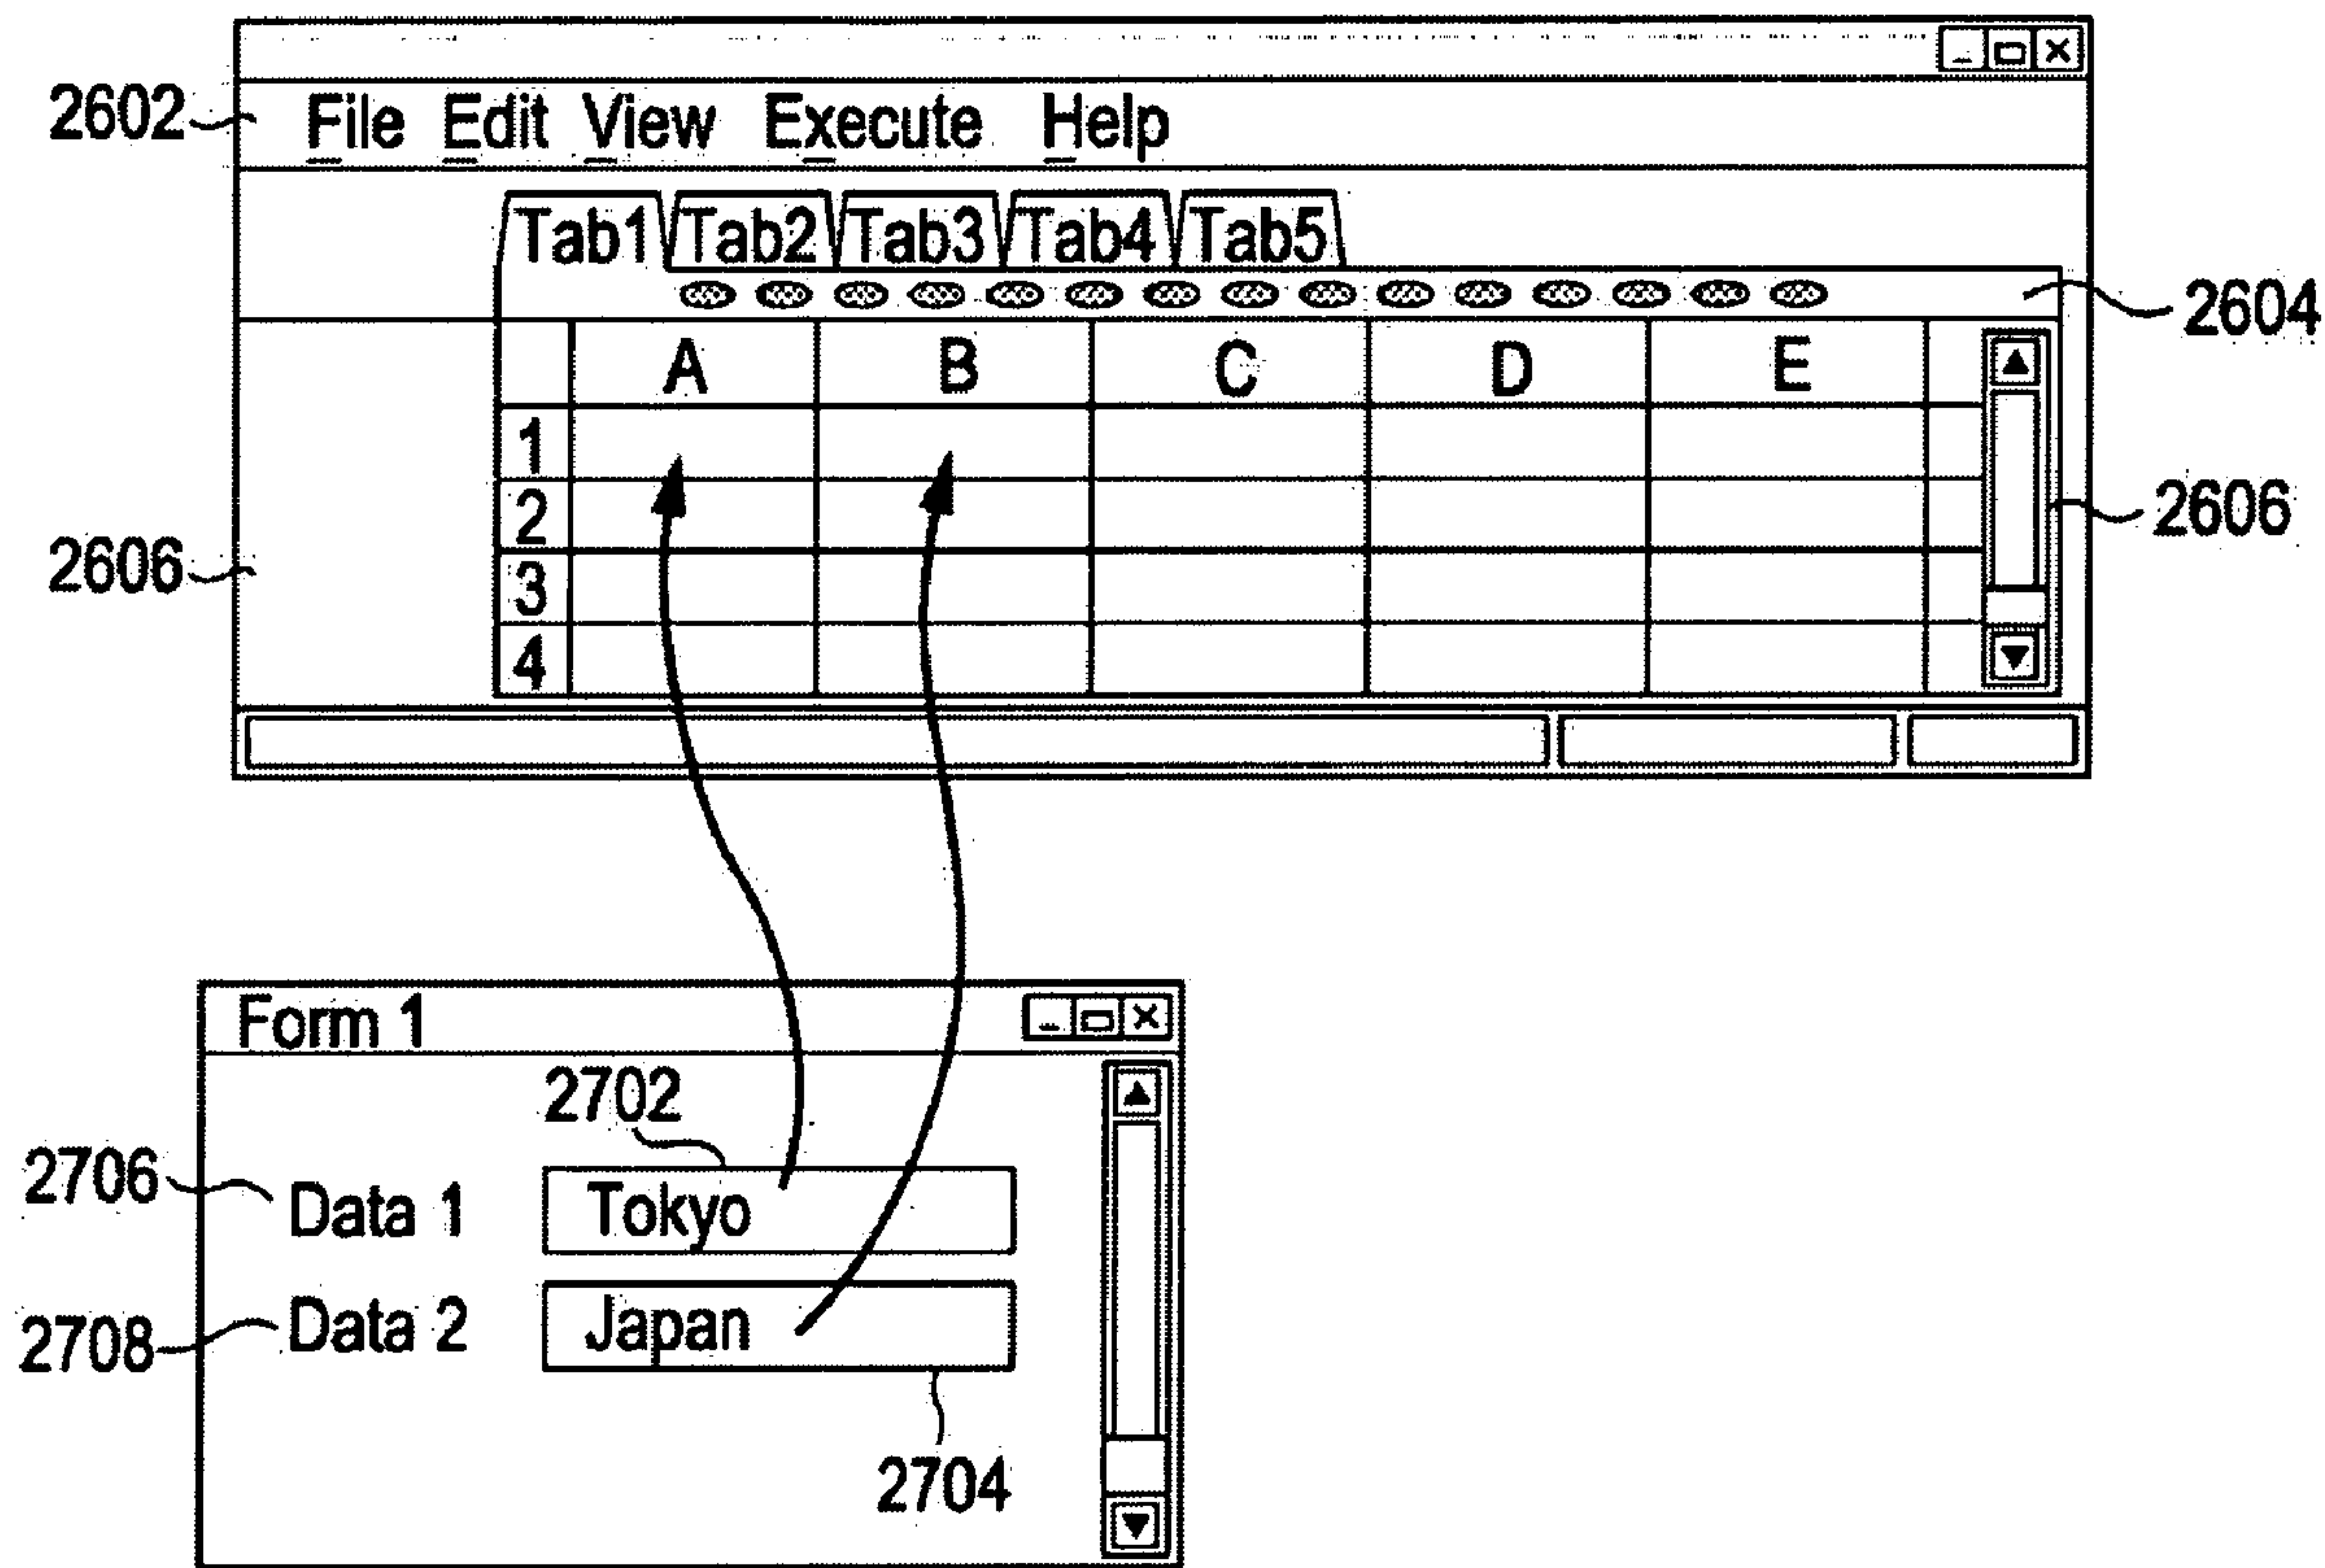 2602 File Edit View Execute Help
Tab1 Tab2 Tab3 Tab4 Tab5
2604
A B C D E
1
2 2606
2606 3
4
Form 1
2702
2706 Data 1 Tokyo
2708 Data 2 Japan
2704